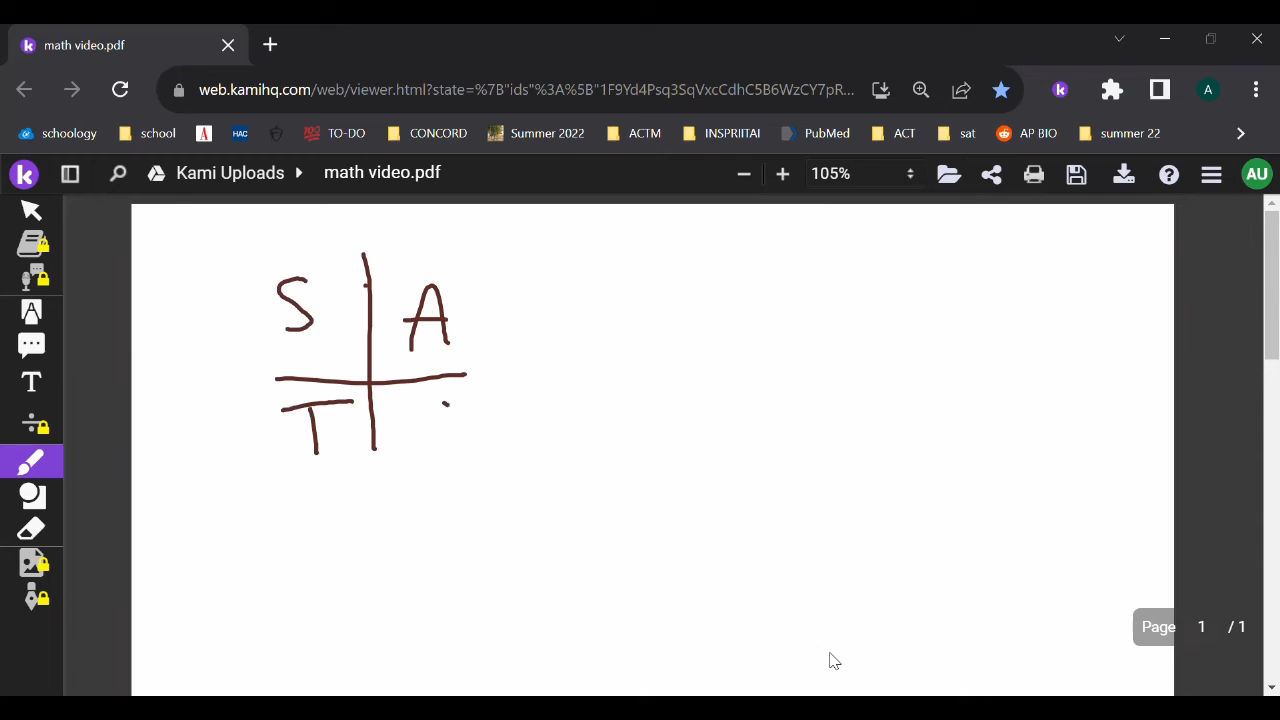 math video.pdf
web.kamihq.com/web/viewer.html?state=%7B"ids"%3A%5B"1F9Yd4Psq3SqVxcCdhC5B6WzCY7pR...
A
schoology school A HAC 100 TO-DO CONCORD Summer 2022 ACTM INSPRITAI PubMed ACT sat AP BIO summer 22
k Kami Uploads math video.pdf 105% AU
S A
T
A
T
Page 1 / 1